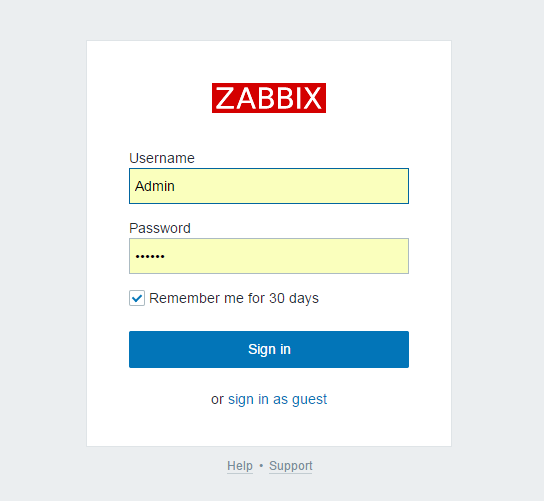 ZABBIX
Username
Admin
Password
••••••
Remember me for 30 days
Sign in
or sign in as guest
Help • Support